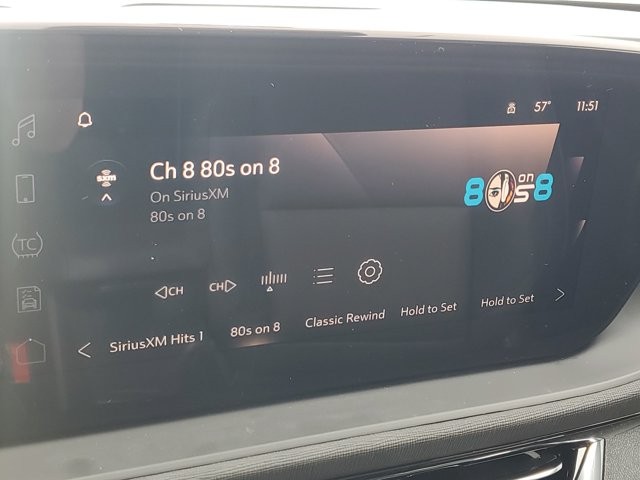 57° 11:51
SXM
Ch 8 80s on 8
On SiriusXM
80s on 8
80s on 8
TC
CH CH
SiriusXM Hits 1 80s on 8 Classic Rewind Hold to Set Hold to Set